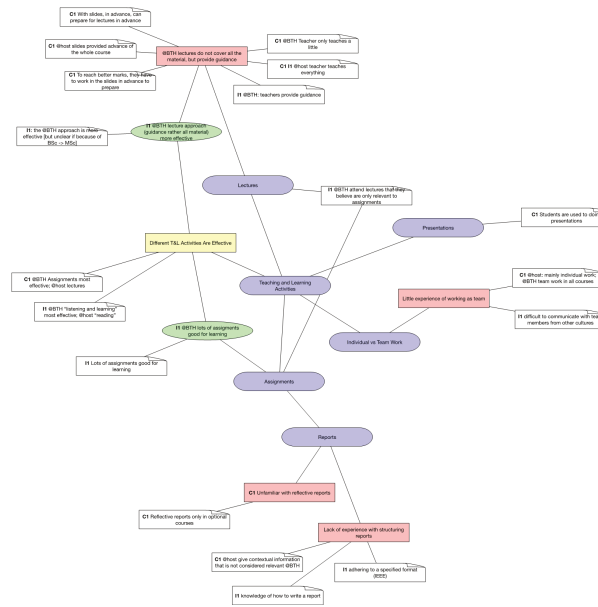 C1 With slides, in advance, can
prepare for lectures in advance
C1 @host slides provided advance of
the whole course
C1 To reach better marks, they have
to work in the slides in advance to
prepare
@BTH lectures do not cover all the
material, but provide guidance
C1 @BTH Teacher only teaches is
little
C1 I1 @host teacher teaches
everything
I1 @BTH: teachers provide guidance
I1: the @BTH approach is more
effective [but unclear if because of
BSc -> MSc]
I1 @BTH lecture approach
(guidance rather all material)
more effective
Lectures
I1 @BTH attend lectures that they
believe are only relevant to
assignments
Presentations
C1 Students are used to doin
presentations
Different T&L Activities Are Effective
C1 @BTH Assignments most
effective; @host lectures
I1 @BTH "listening and learning"
most effective; @host "reading"
Teaching and Learning
Activities
Little experience of working as team
C1 @host: mainly individual work;
@BTH team work in all courses
I1 difficult to communicate with tea
members from other cultures
I1 @BTH lots of assigments
good for learning
Individual vs Team Work
I1 Lots of assignments good for
learning
Assignments
Reports
C1 Unfamiliar with reflective reports
C1 Reflective reports only in optional
courses
Lack of experience with structuring
reports
C1 @host give contextual information
that is not considered relevant @BTH
I1 adhering to a specified format
(IEEE)
I1 knowledge of how to write a report